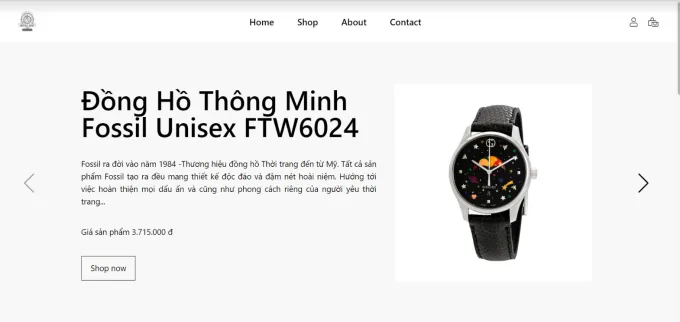 Home Shop About Contact
Đồng Hồ Thông Minh
Fossil Unisex FTW6024
Fossil ra đời vào năm 1984 -Thương hiệu đồng hồ Thời trang đến từ Mỹ. Tất cả sản
phẩm Fossil tạo ra đều mang thiết kế độc đáo và đậm nét hoài niệm. Hướng tới
việc hoàn thiện mọi dấu ấn và cũng như phong cách riêng của người yêu thời
trang...
Giá sản phẩm 3.715.000 đ
Shop now